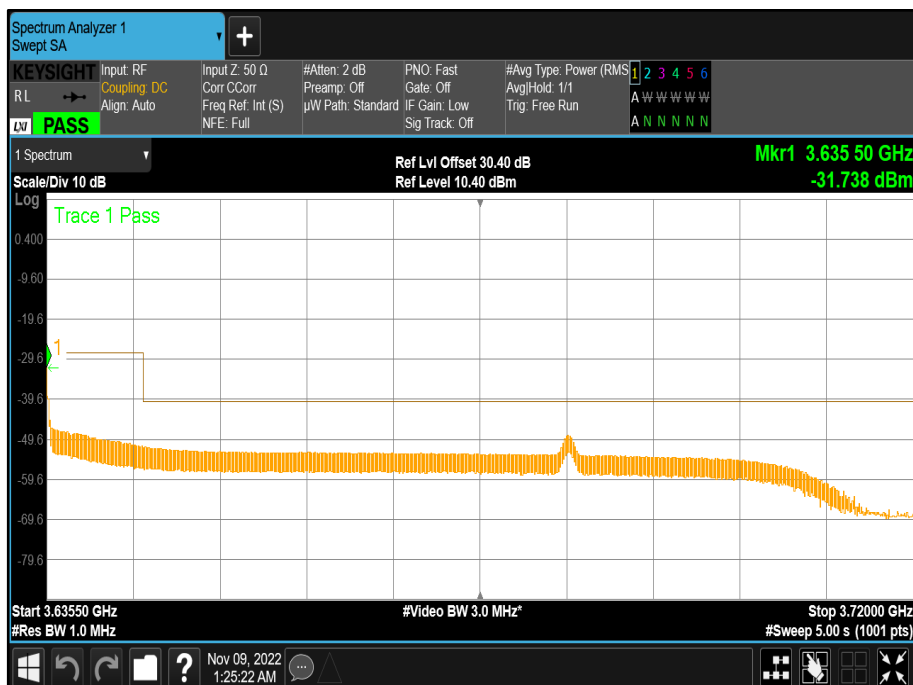 Spectrum Analyzer 1
Swept SA
+
KEYSIGHT
R L
LXI
PASS
Input: RF
Coupling: DC
Align: Auto
Input Z: 50 Ω
Corr CCorr
Freq Ref: Int (S)
NFE: Full
#Atten: 2 dB
Preamp: Off
µW Path: Standard
PNO: Fast
Gate: Off
IF Gain: Low
Sig Track: Off
#Avg Type: Power (RMS
Avg|Hold: 1/1
Trig: Free Run
1 2 3 4 5 6
A W W W W W
A N N N N N
1 Spectrum
Scale/Div 10 dB
Ref Lvl Offset 30.40 dB
Ref Level 10.40 dBm
Mkr1 3.635 50 GHz
-31.738 dBm
Log
Trace 1 Pass
0.400
-9.60
-19.6
1
-29.6
-39.6
-49.6
-59.6
-69.6
-79.6
Start 3.63550 GHz
#Res BW 1.0 MHz
#Video BW 3.0 MHz*
Stop 3.72000 GHz
#Sweep 5.00 s (1001 pts)
?
Nov 09, 2022
1:25:22 AM